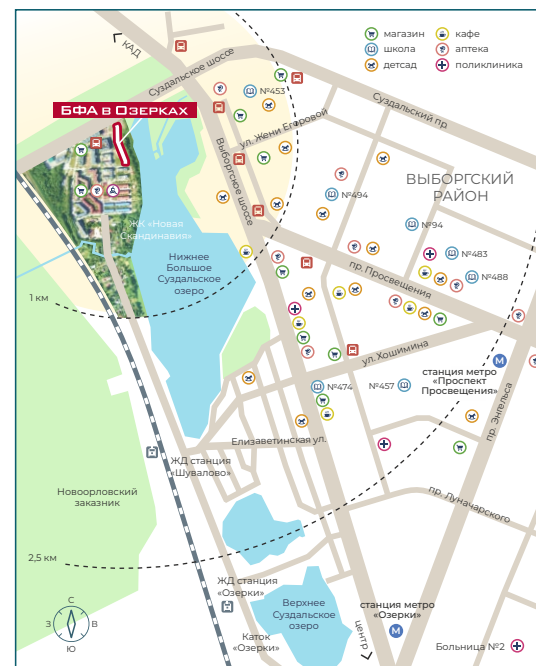 магазин
кафе
школа
аптека
детсад
поликлиника
КАД
Суздальское шоссе
№453
Суздальский пр.
БФА в Озерках
ул. Жени Егоровой
Выборгское шоссе
ВЫБОРГСКИЙ
РАЙОН
№494
№94
ЖК «Новая
Скандинавия»
Нижнее
Большое
Суздальское
озеро
№483
№488
пр. Просвещения
1 км
ул. Хошимина
станция метро
«Проспект
Просвещения»
М
№474
№457
пр. Энгельса
Елизаветинская ул.
ЖД станция
«Шувалово»
Новоорловский
заказник
пр. Луначарского
2,5 км
ЖД станция
«Озерки»
Верхнее
Суздальское
озеро
станция метро
«Озерки»
М
Каток
«Озерки»
центр
Больница №2
С
З
В
Ю